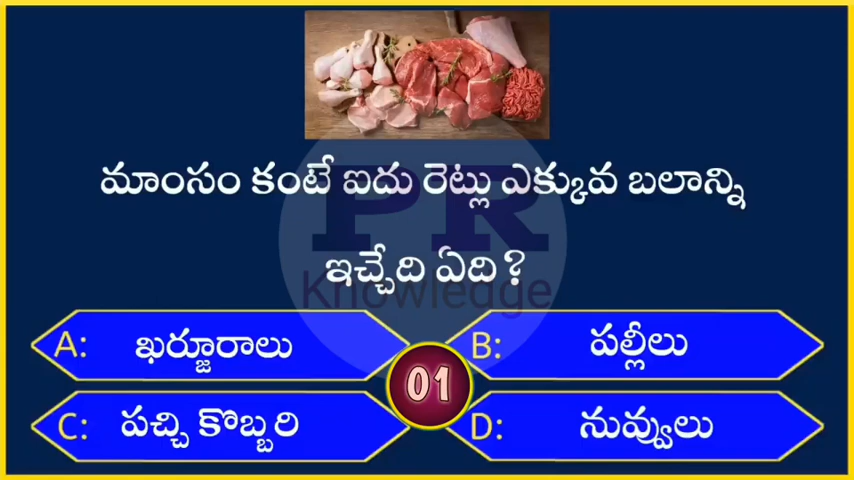 మాంసం కంటే ఐదు రెట్లు ఎక్కువ బలాన్ని
ఇచ్చేది ఏది?
PR
Knowledge
A: ఖర్జూరాలు
B: పల్లీలు
01
C: పచ్చి కొబ్బరి
D: నువ్వులు